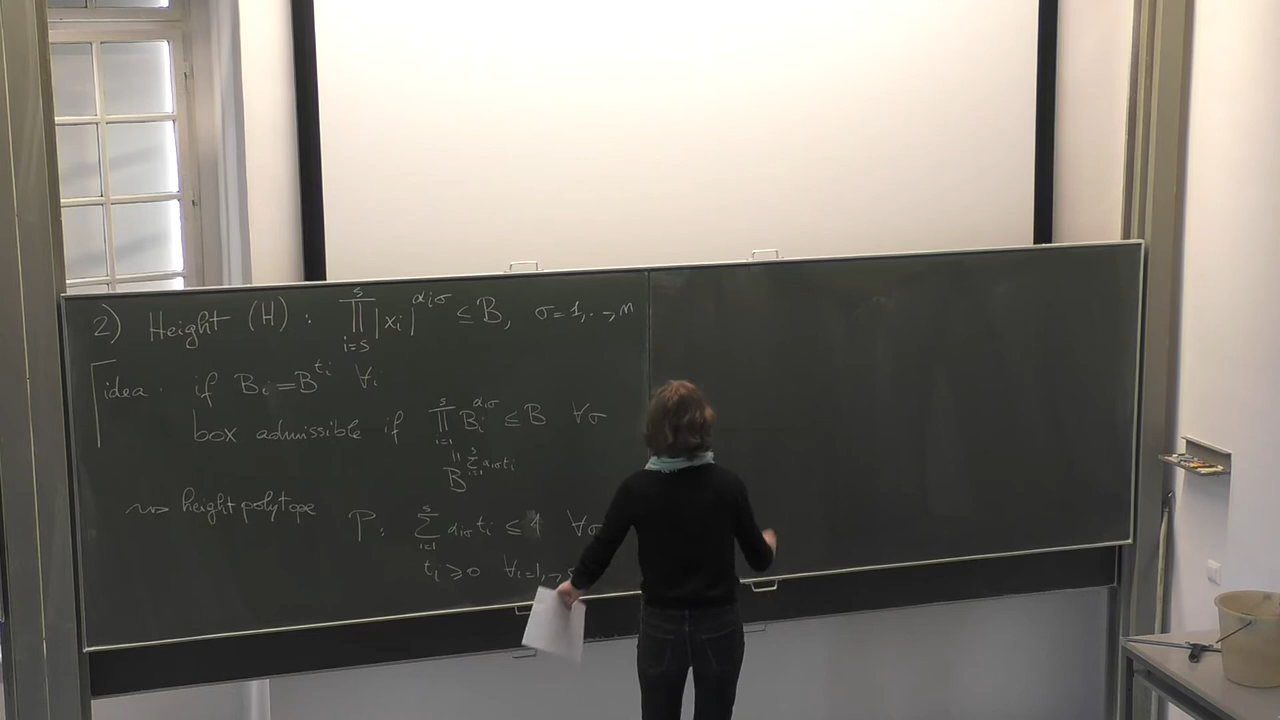 2) Height (H): ∏_{i=s}^{s} |x_i|^{α_{iσ}} ≤ B, σ=1,..,m
idea. if B_i = B^{t_i} ∀i
box admissible if ∏_{i=1}^{s} B_i^{α_{iσ}} ≤ B ∀σ
||
B^{∑_{i=1}^{s} α_{iσ} t_i}
⇝ height polytope P: ∑_{i=1}^{s} α_{iσ} t_i ≤ 1 ∀σ
t_i ≥ 0 ∀i=1,..,